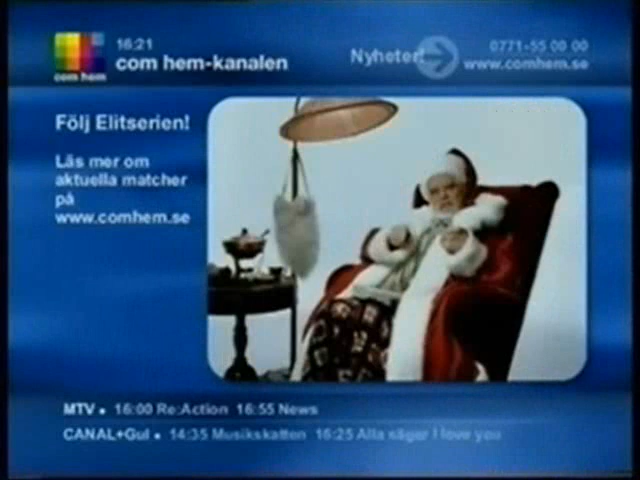 16:21
com hem-kanalen
com hem
Nyheter!
0771-55 00 00
www.comhem.se
Följ Elitserien!
Läs mer om
aktuella matcher
på
www.comhem.se
MTV • 16:00 Re:Action 16:55 News
CANAL+Gul • 14:35 Musikskatten 16:25 Alla säger I love you